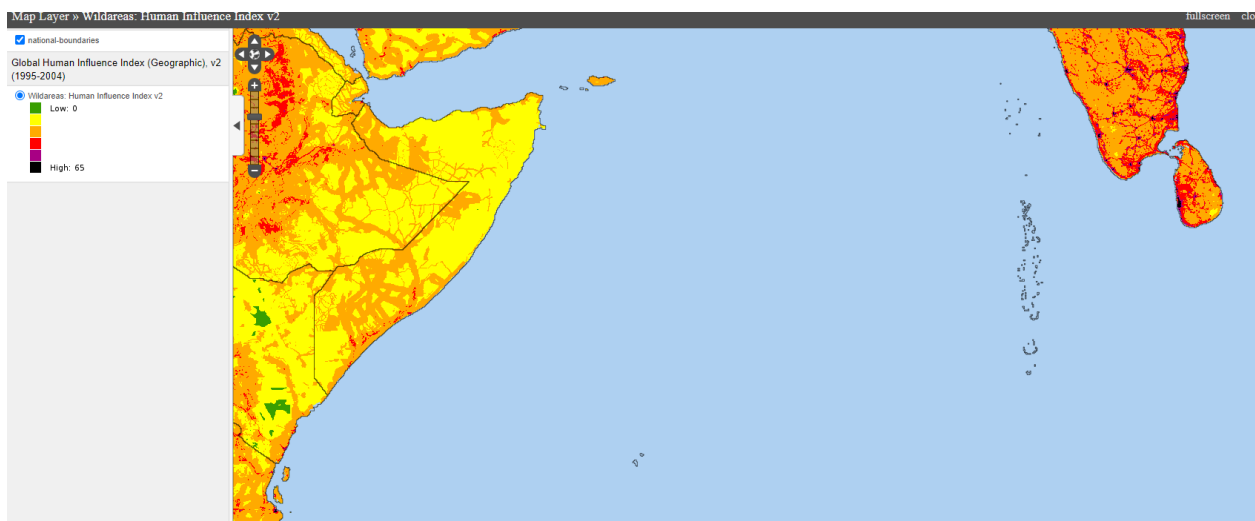 Map Layer » Wildareas: Human Influence Index v2
fullscreen clo
national-boundaries
Global Human Influence Index (Geographic), v2
(1995-2004)
Wildareas: Human Influence Index v2
Low: 0
High: 65